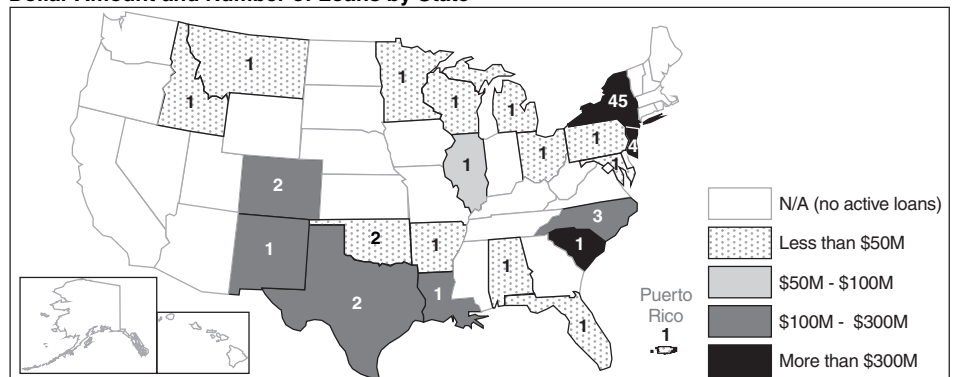 Dollar Amount and Number of Loans by State
1
1
1
1
1
45
1
4
1
1
1
2
3
1
1
2
1
1
2
1
1
Puerto
Rico
1
N/A (no active loans)
Less than $50M
$50M - $100M
$100M - $300M
More than $300M